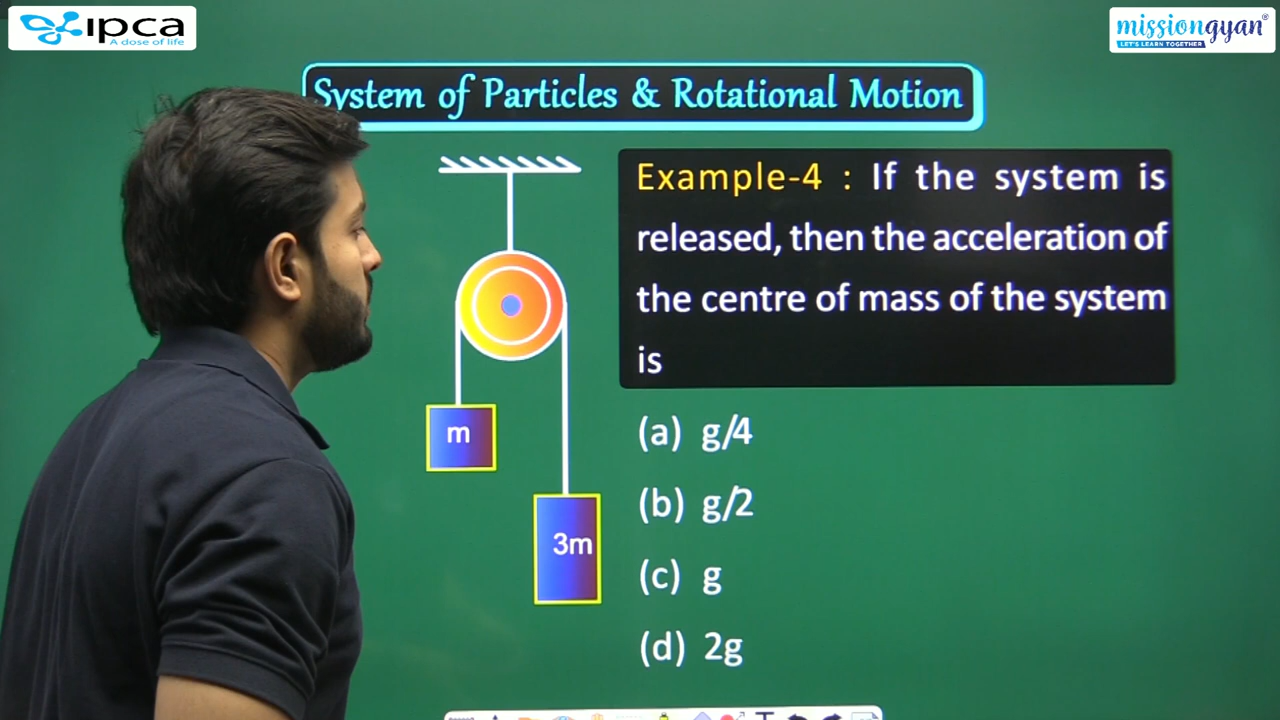 ipca
A dose of life
missiongyan®
LET'S LEARN TOGETHER
System of Particles & Rotational Motion
Example-4 : If the system is
released, then the acceleration of
the centre of mass of the system
is
m
3m
(a) g/4
(b) g/2
(c) g
(d) 2g
T